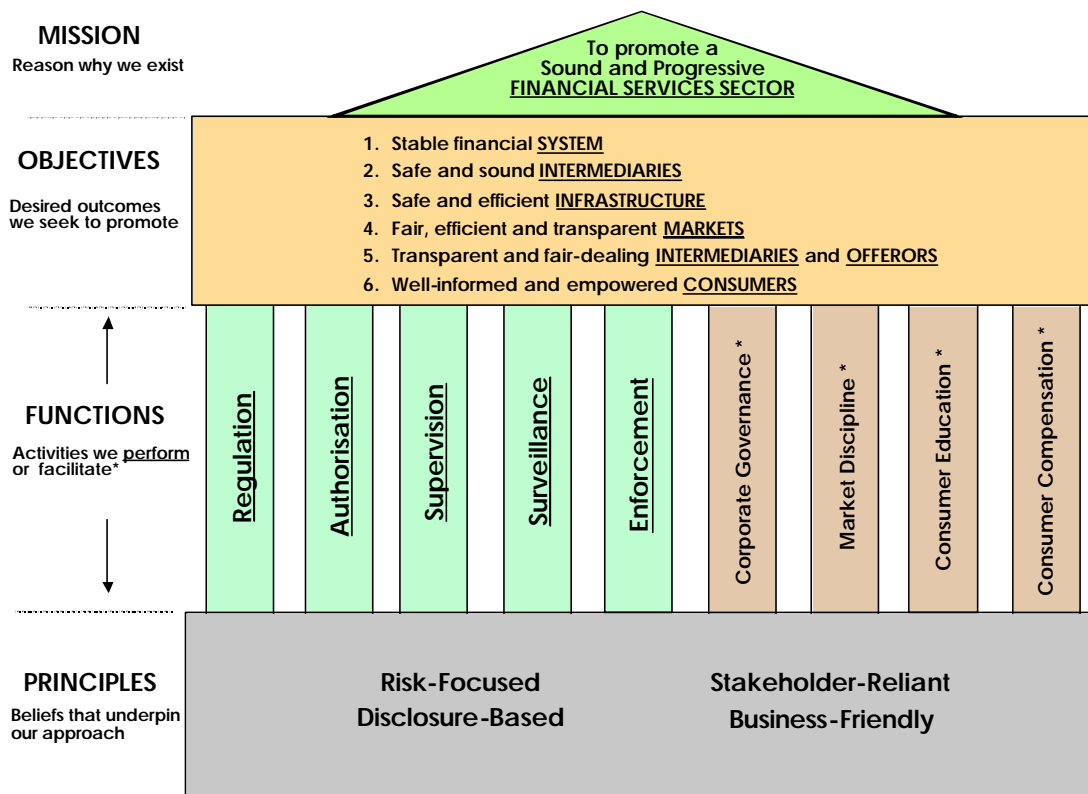 MISSION
Reason why we exist
To promote a
Sound and Progressive
FINANCIAL SERVICES SECTOR
OBJECTIVES
Desired outcomes
we seek to promote
1. Stable financial SYSTEM
2. Safe and sound INTERMEDIARIES
3. Safe and efficient INFRASTRUCTURE
4. Fair, efficient and transparent MARKETS
5. Transparent and fair-dealing INTERMEDIARIES and OFFERORS
6. Well-informed and empowered CONSUMERS
FUNCTIONS
Activities we perform
or facilitate*
Regulation
Authorisation
Supervision
Surveillance
Enforcement
Corporate Governance *
Market Discipline *
Consumer Education *
Consumer Compensation *
PRINCIPLES
Beliefs that underpin
our approach
Risk-Focused
Disclosure-Based
Stakeholder-Reliant
Business-Friendly